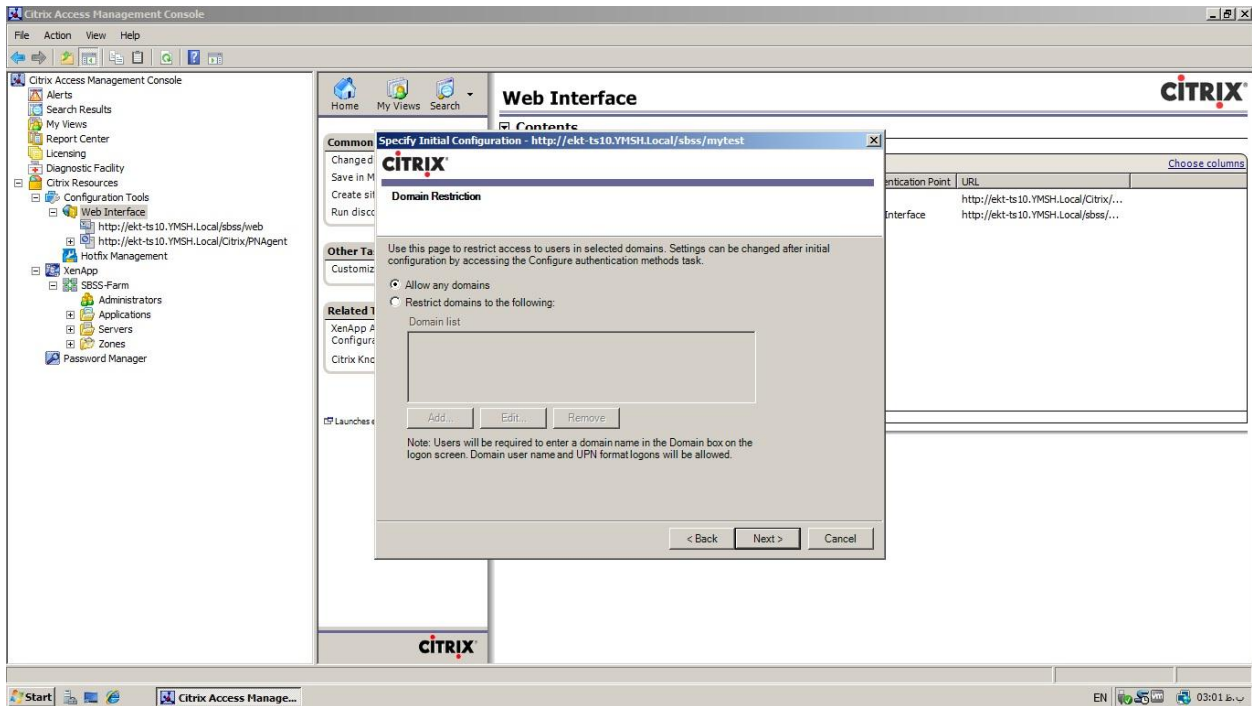 Citrix Access Management Console
File Action View Help
Citrix Access Management Console
Alerts
Search Results
My Views
Report Center
Licensing
Diagnostic Facility
Citrix Resources
Configuration Tools
Web Interface
http://ekt-ts10.YMSH.Local/sbss/web
http://ekt-ts10.YMSH.Local/Citrix/PNAgent
Hotfix Management
XenApp
SBSS-Farm
Administrators
Applications
Servers
Zones
Password Manager
Home My Views Search
Common
Changed
Save in M
Create sit
Run disco
Other Ta
Customiz
Related T
XenApp A
Configura
Citrix Kno
Launches e
CITRIX
Web Interface
CITRIX
Contents
Choose columns
entication Point URL
http://ekt-ts10.YMSH.Local/Citrix/...
Interface http://ekt-ts10.YMSH.Local/sbss/...
Specify Initial Configuration - http://ekt-ts10.YMSH.Local/sbss/mytest
CITRIX
Domain Restriction
Use this page to restrict access to users in selected domains. Settings can be changed after initial
configuration by accessing the Configure authentication methods task.
Allow any domains
Restrict domains to the following:
Domain list
Add... Edit... Remove
Note: Users will be required to enter a domain name in the Domain box on the
logon screen. Domain user name and UPN format logons will be allowed.
< Back Next > Cancel
Start Citrix Access Manage... EN 03:01 ب.ظ